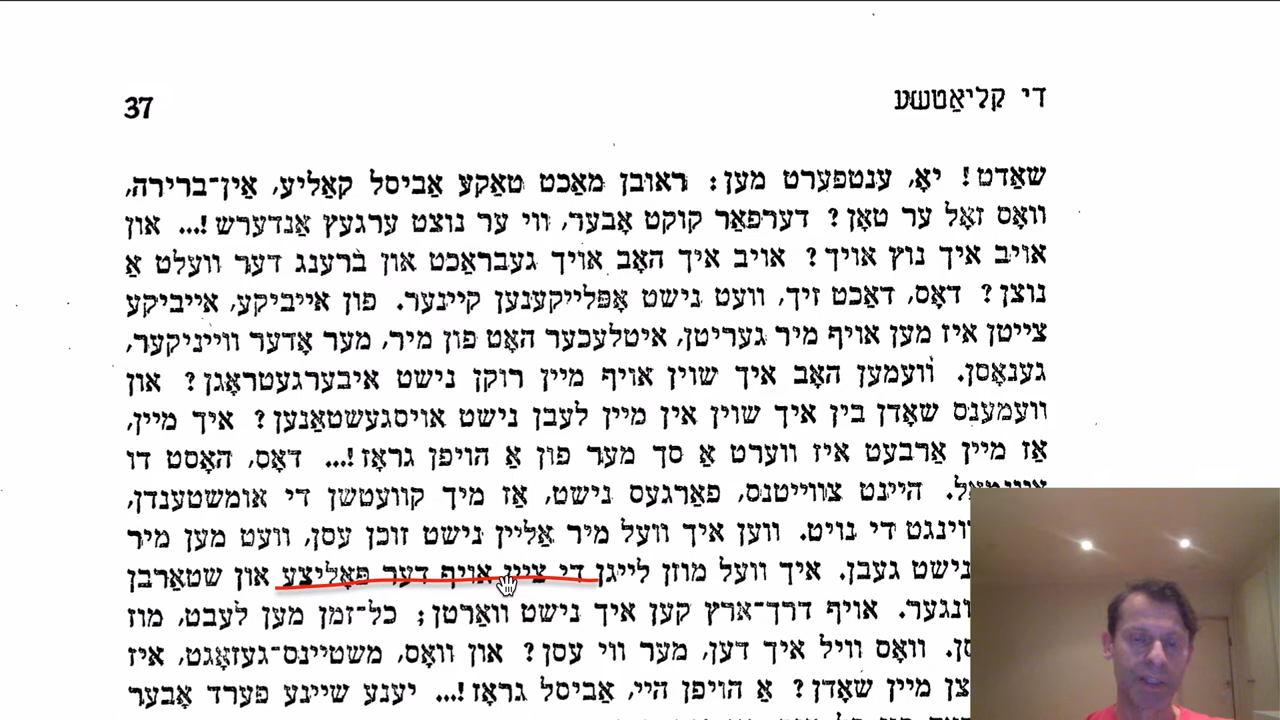 די קליאַטשע
37
שאַדט! יאָ, ענטפערט מען: ראובן מאַכט טאַקע אַביסל קאַליע, אין־ברירה,
וואָס זאָל ער טאָן? דערפאַר קוקט אָבער, ווי ער נוצט ערגעץ אַנדערש!... און
אויב איך נוץ אויך? אויב איך האָב אויך געבראַכט און ברענג דער וועלט אַ
נוצן? דאָס, דאַכט זיך, וועט נישט אָפּלייקענען קיינער. פון אייביקע, אייביקע
צייטן איז מען אויף מיר געריטן, איטלעכער האָט פון מיר, מער אָדער ווייניקער,
גענאָסן. וועמען האָב איך שוין אויף מיין רוקן נישט איבערגעטראָגן? און
וועמענס שאָדן בין איך שוין אין מיין לעבן נישט אויסגעשטאַנען? איך מיין,
אַז מיין אַרבעט איז ווערט אַ סך מער פון אַ הויפן גראָז!... דאָס, האָסט דו
היינט צווייטנס, פאַרגעס נישט, אַז מיך קוועטשן די אומשטענדן,
די נויט. ווען איך וועל מיר אַליין נישט זוכן עסן, וועט מען מיר
נישט געבן. איך וועל מוזן לייגן די ציין אויף דער פּאָליצע און שטאַרבן
אויף דרך־ארץ קען איך נישט וואַרטן; כל־זמן מען לעבט, מוז
וואָס וויל איך דען, מער ווי עסן? און וואָס, משטיינס־געזאָגט, איז
מיין שאָדן? אַ הויפן היי, אַביסל גראָז!... יענע שיינע פערד אָבער